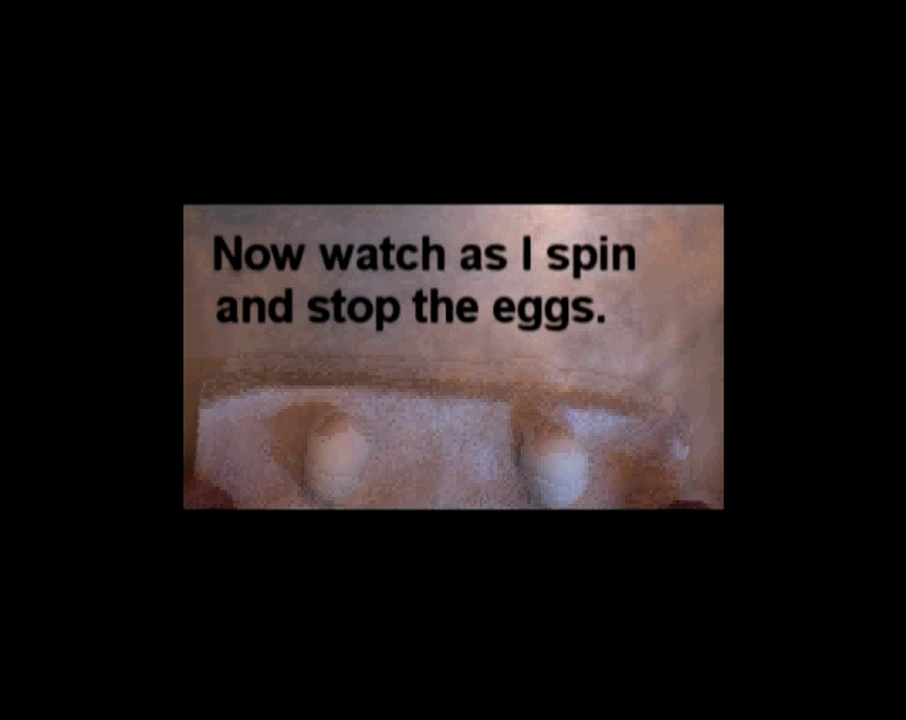 Now watch as I spin
and stop the eggs.